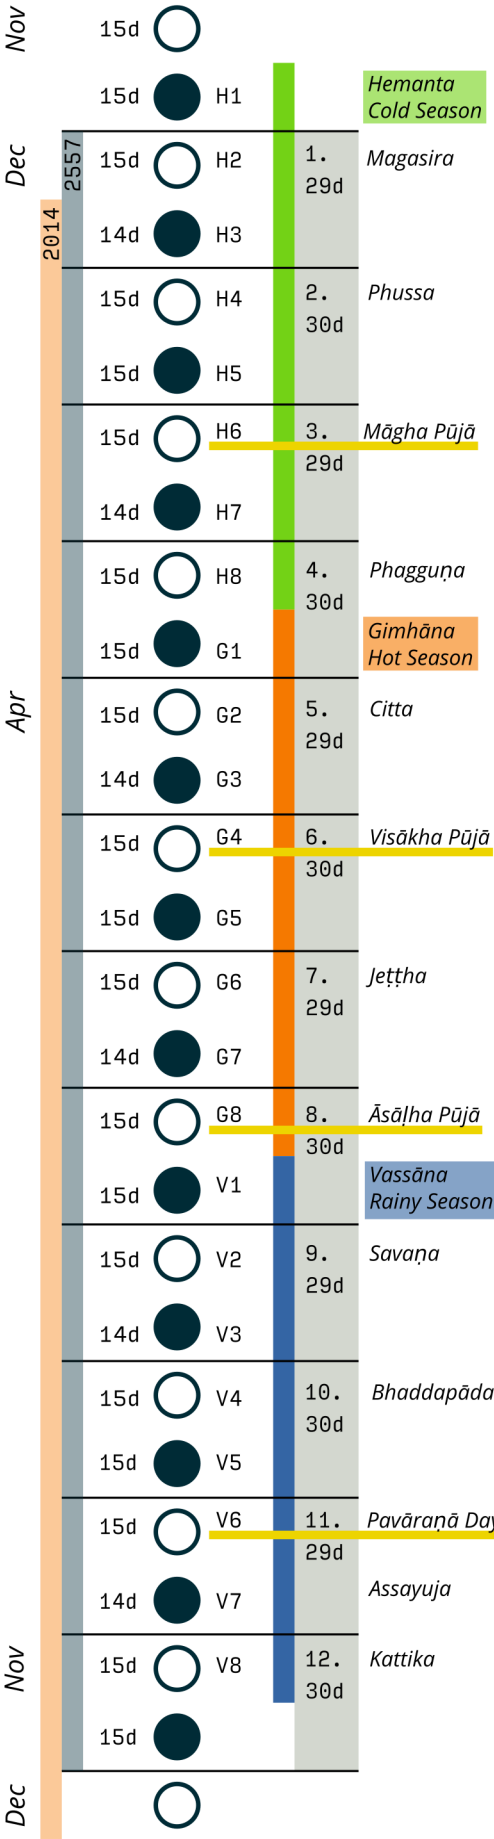 Nov
15d
15d H1
Hemanta
Cold Season
Dec
2557
15d H2 1. Magasira
29d
2014
14d H3
15d H4 2. Phussa
30d
15d H5
15d H6 3. Māgha Pūjā
29d
14d H7
15d H8 4. Phagguṇa
30d
15d G1
Gimhāna
Hot Season
Apr
15d G2 5. Citta
29d
14d G3
15d G4 6. Visākha Pūjā
30d
15d G5
15d G6 7. Jeṭṭha
29d
14d G7
15d G8 8. Āsāḷha Pūjā
30d
15d V1
Vassāna
Rainy Season
15d V2 9. Savaṇa
29d
14d V3
15d V4 10. Bhaddapāda
30d
15d V5
15d V6 11. Pavāraṇā Day
29d
14d V7 Assayuja
Nov
15d V8 12. Kattika
30d
15d
Dec